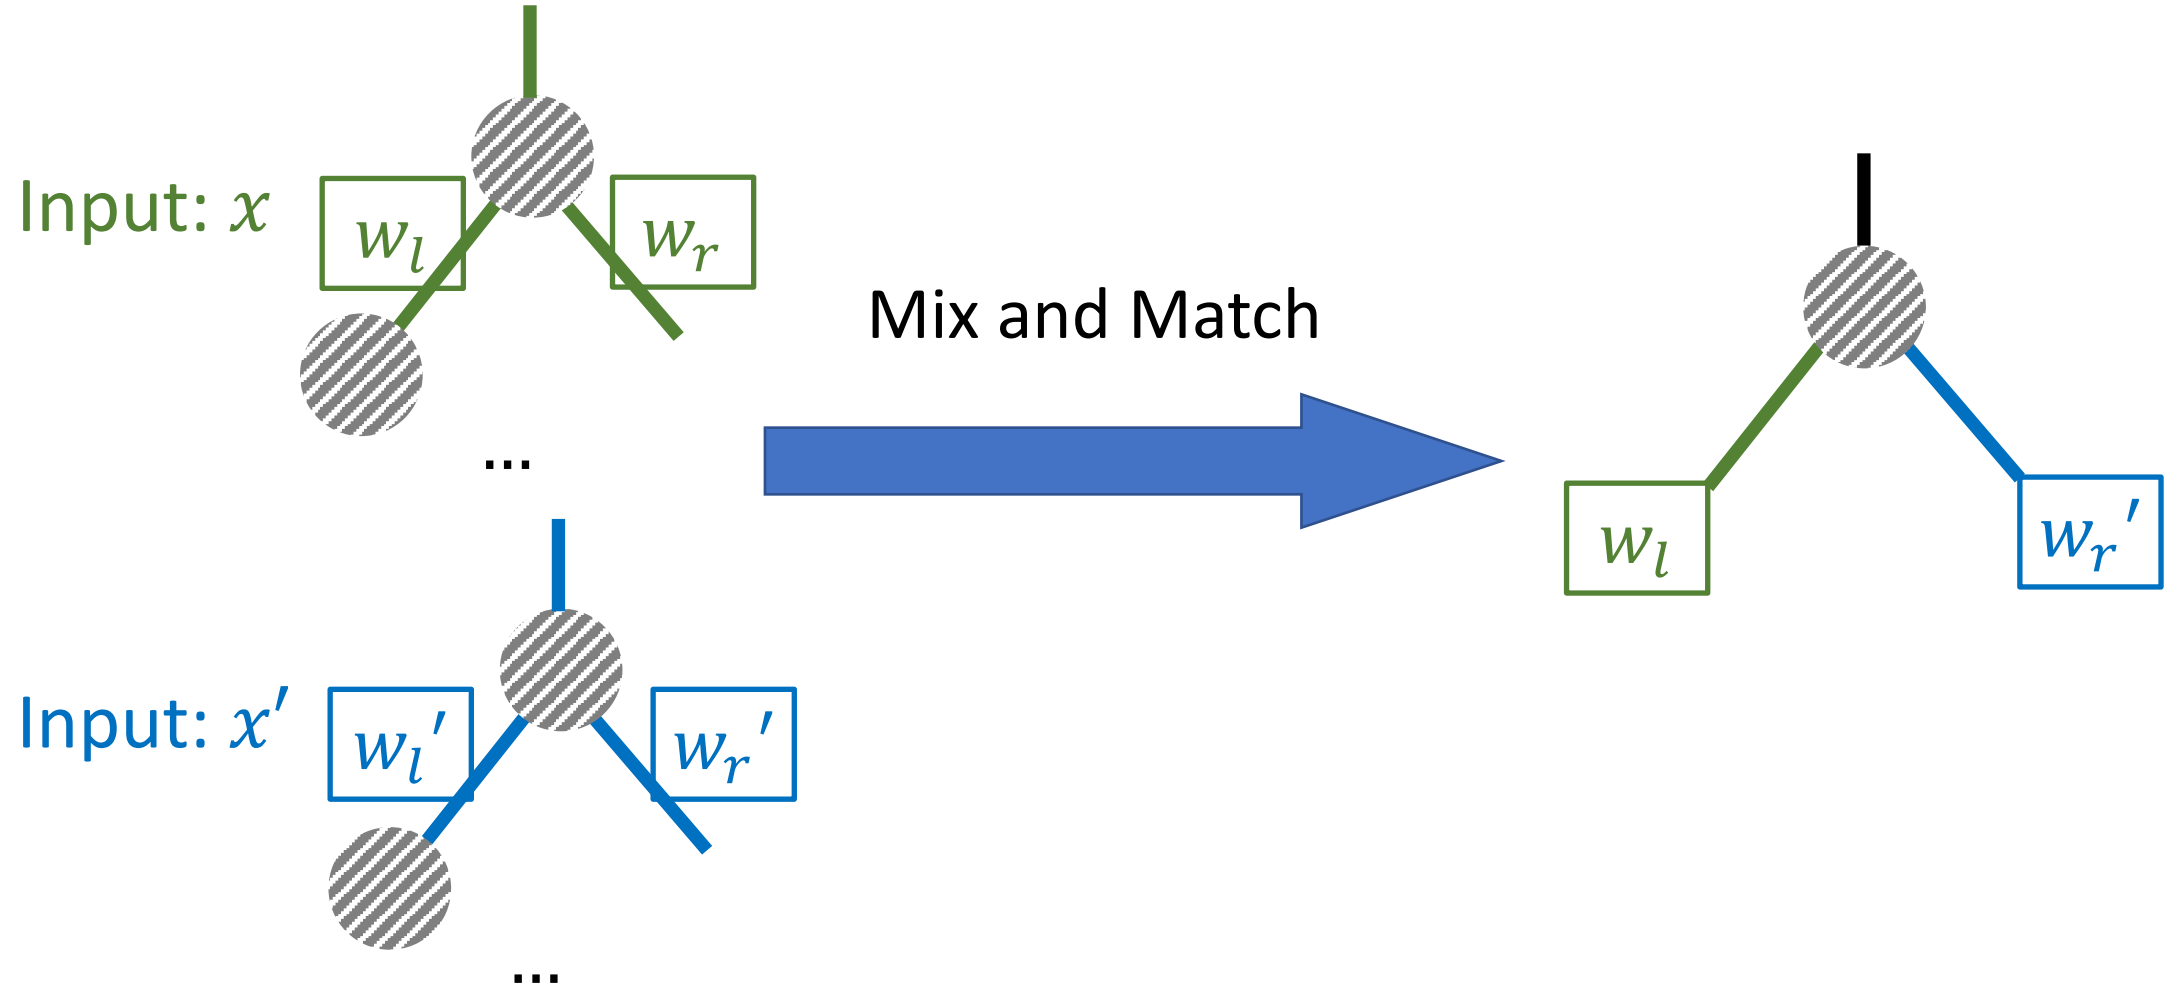 Input: x
w_l
w_r
...
Mix and Match
Input: x′
w_l′
w_r′
...
w_l
w_r′